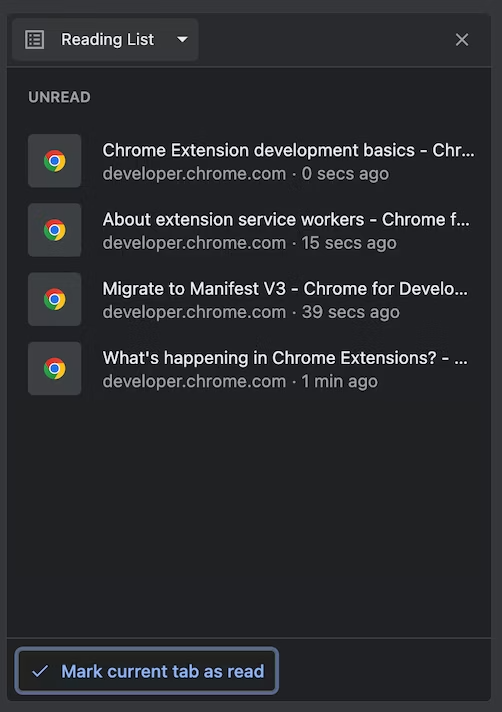 Reading List
UNREAD
Chrome Extension development basics - Chr...
developer.chrome.com · 0 secs ago
About extension service workers - Chrome f...
developer.chrome.com · 15 secs ago
Migrate to Manifest V3 - Chrome for Develo...
developer.chrome.com · 39 secs ago
What's happening in Chrome Extensions? - ...
developer.chrome.com · 1 min ago
Mark current tab as read